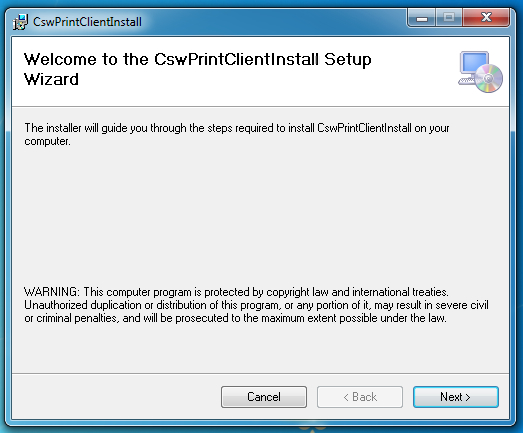 CswPrintClientInstall
Welcome to the CswPrintClientInstall Setup
Wizard
The installer will guide you through the steps required to install CswPrintClientInstall on your
computer.
WARNING: This computer program is protected by copyright law and international treaties.
Unauthorized duplication or distribution of this program, or any portion of it, may result in severe civil
or criminal penalties, and will be prosecuted to the maximum extent possible under the law.
Cancel
< Back
Next >